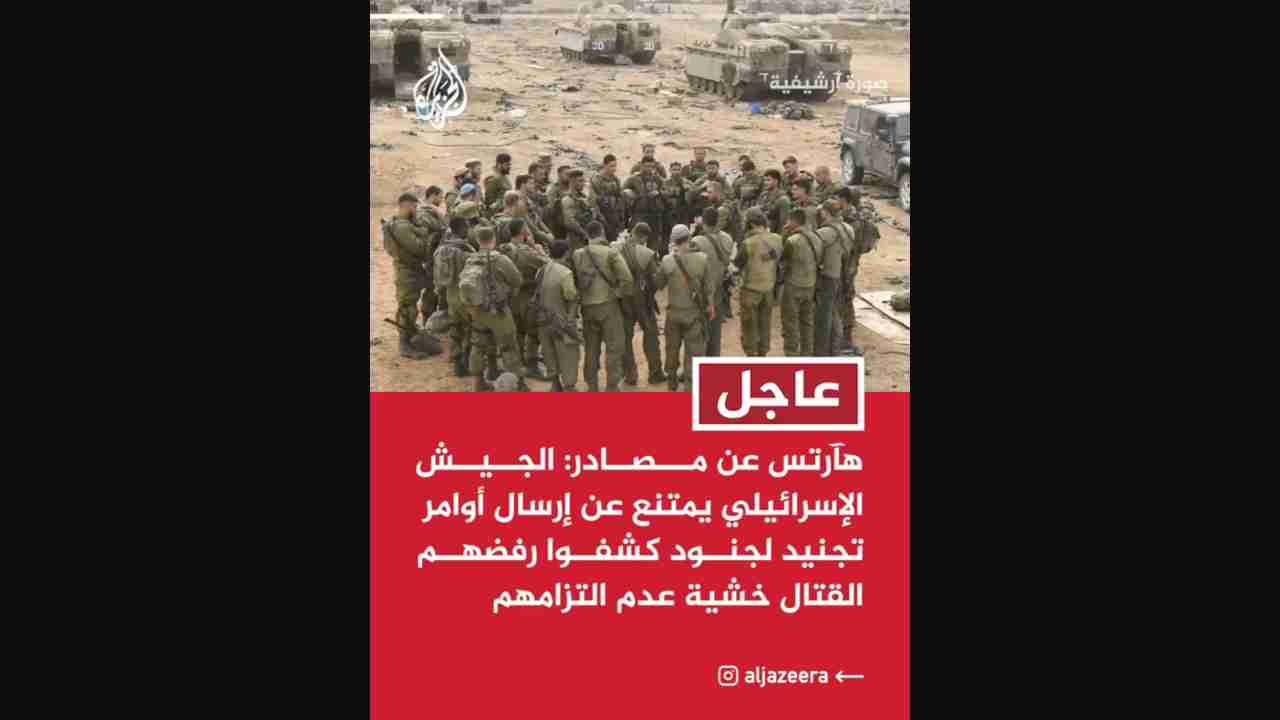 صورة أرشيفية
عاجل
هآرتس عن مصادر: الجيش
الإسرائيلي يمتنع عن إرسال أوامر
تجنيد لجنود كشفوا رفضهم
القتال خشية عدم التزامهم
aljazeera